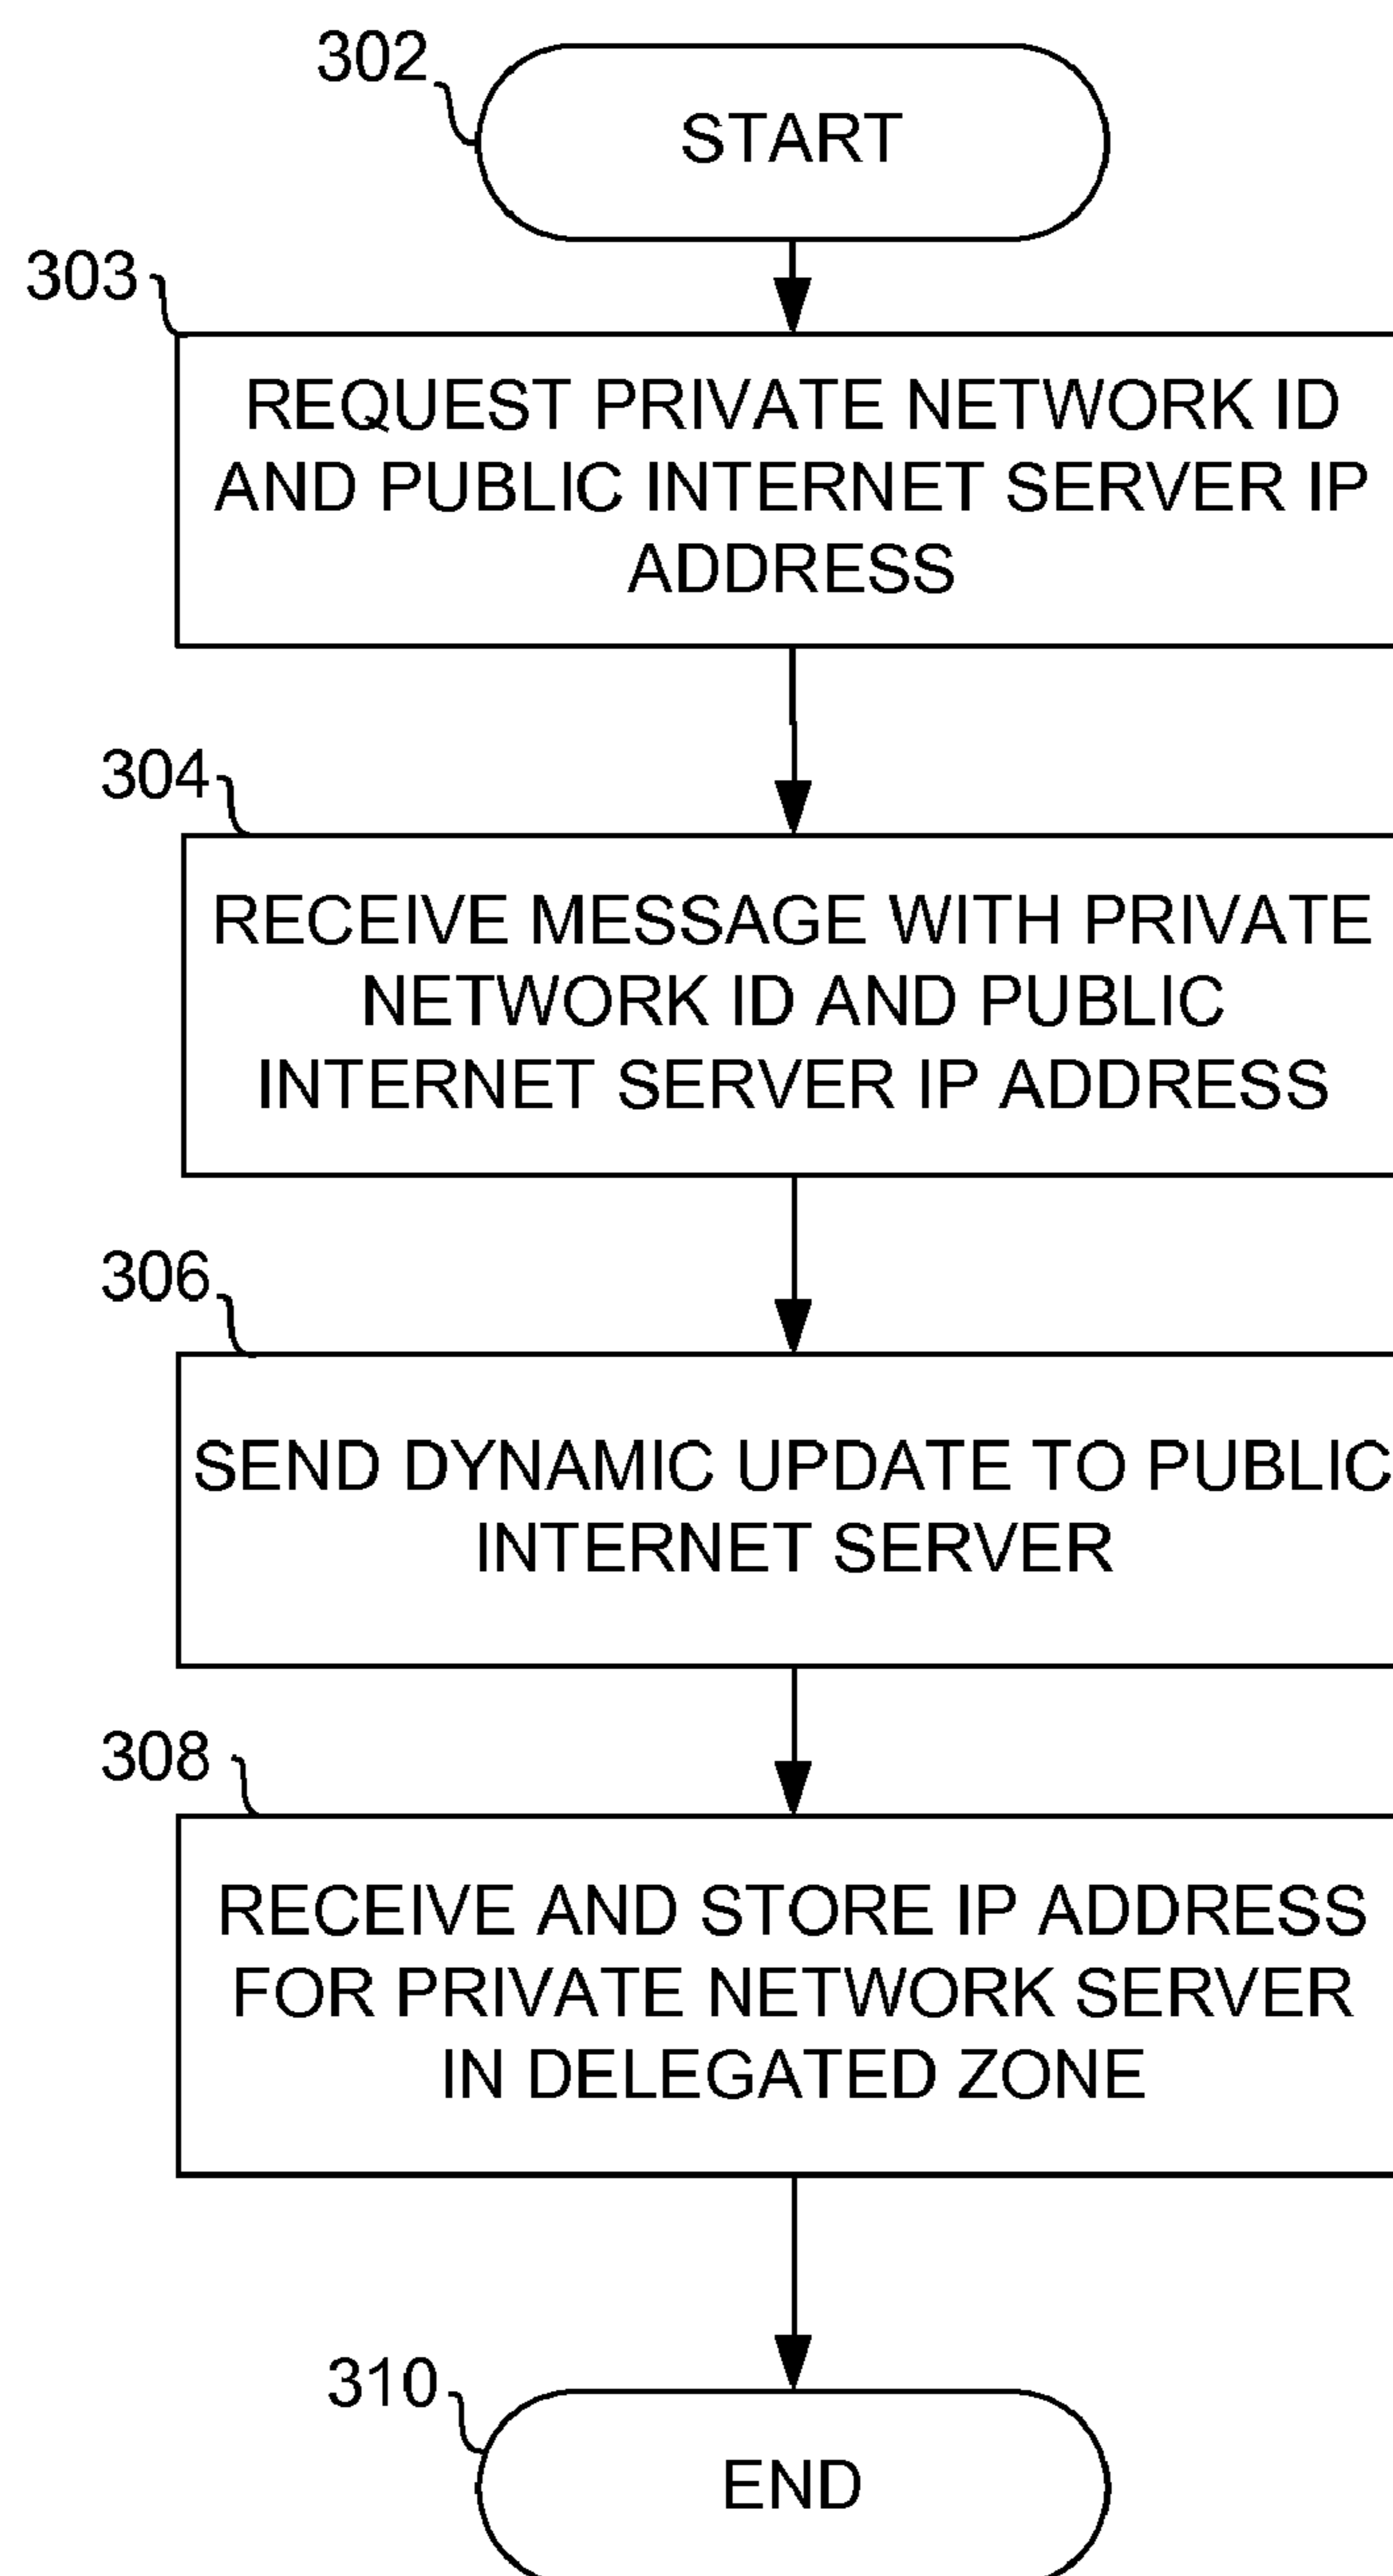 302
START
303
REQUEST PRIVATE NETWORK ID
AND PUBLIC INTERNET SERVER IP
ADDRESS
304
RECEIVE MESSAGE WITH PRIVATE
NETWORK ID AND PUBLIC
INTERNET SERVER IP ADDRESS
306
SEND DYNAMIC UPDATE TO PUBLIC
INTERNET SERVER
308
RECEIVE AND STORE IP ADDRESS
FOR PRIVATE NETWORK SERVER
IN DELEGATED ZONE
310
END